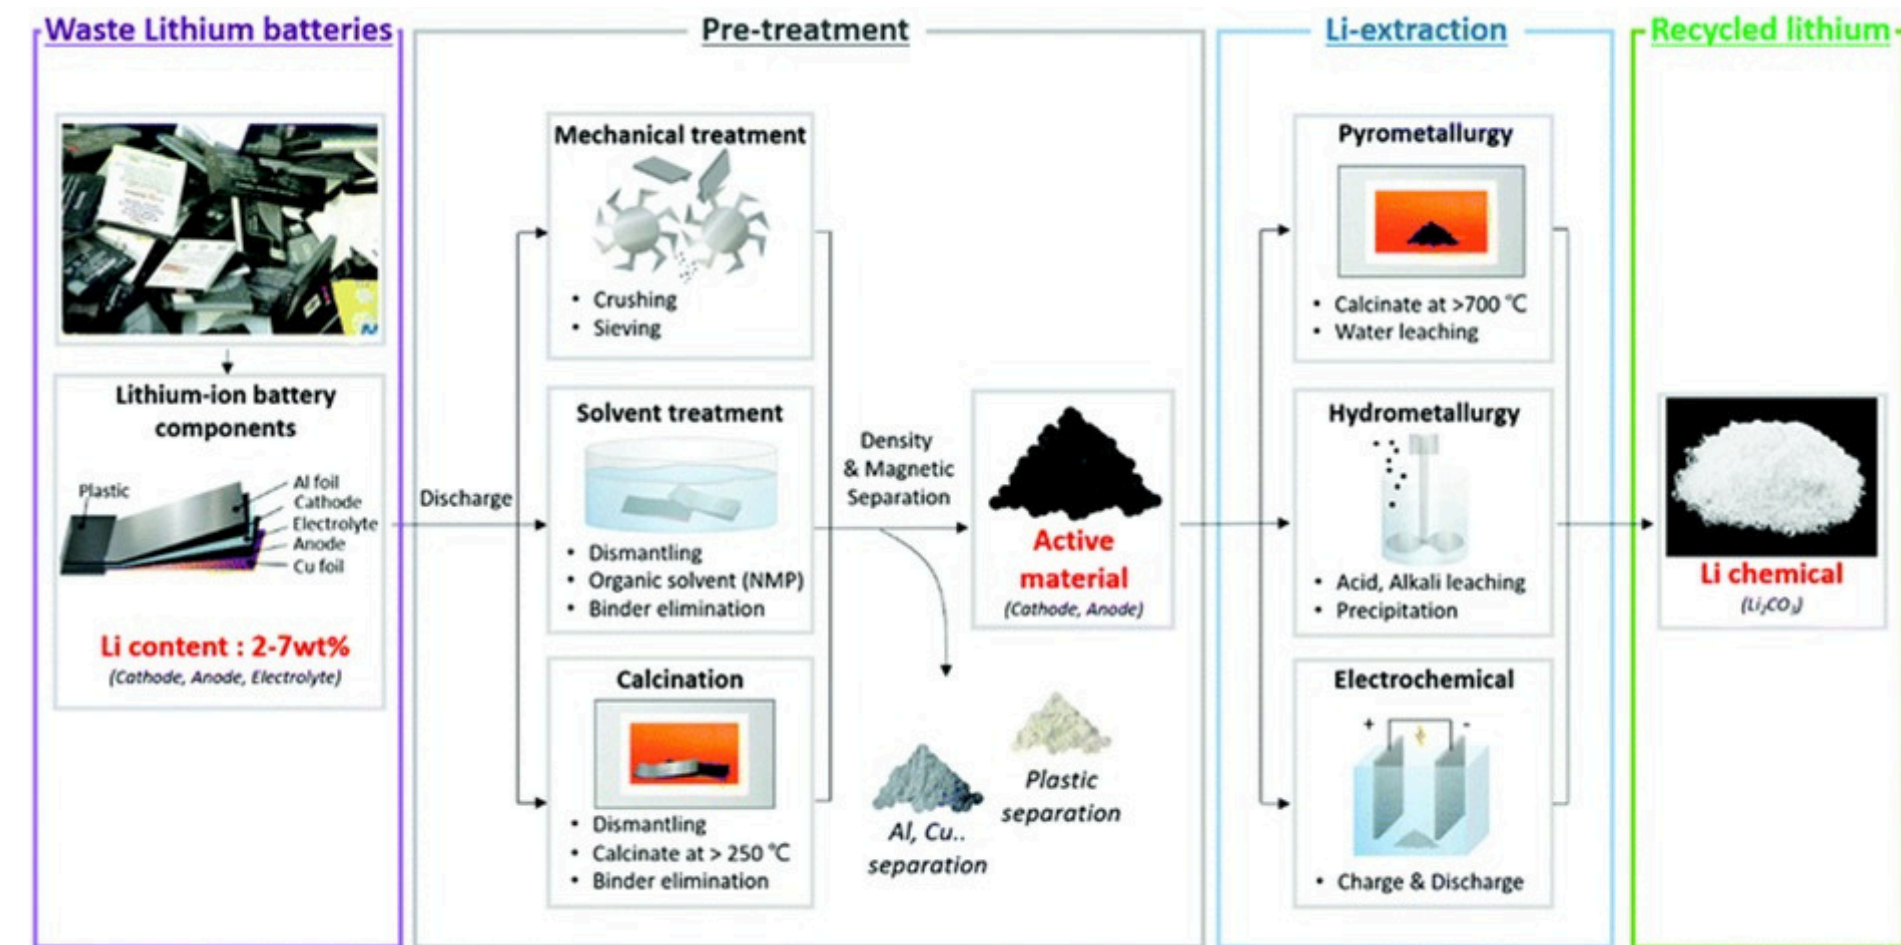 Waste Lithium batteries
Pre-treatment
Li-extraction
Recycled lithium
Lithium-ion battery
components
Plastic
Al foil
Cathode
Electrolyte
Anode
Cu foil
Li content : 2-7wt%
(Cathode, Anode, Electrolyte)
Discharge
Mechanical treatment
• Crushing
• Sieving
Solvent treatment
• Dismantling
• Organic solvent (NMP)
• Binder elimination
Calcination
• Dismantling
• Calcinate at > 250 ℃
• Binder elimination
Density
& Magnetic
Separation
Active
material
(Cathode, Anode)
Al, Cu..
separation
Plastic
separation
Pyrometallurgy
• Calcinate at >700 ℃
• Water leaching
Hydrometallurgy
• Acid, Alkali leaching
• Precipitation
Electrochemical
+ -
• Charge & Discharge
Li chemical
(Li₂CO₃)